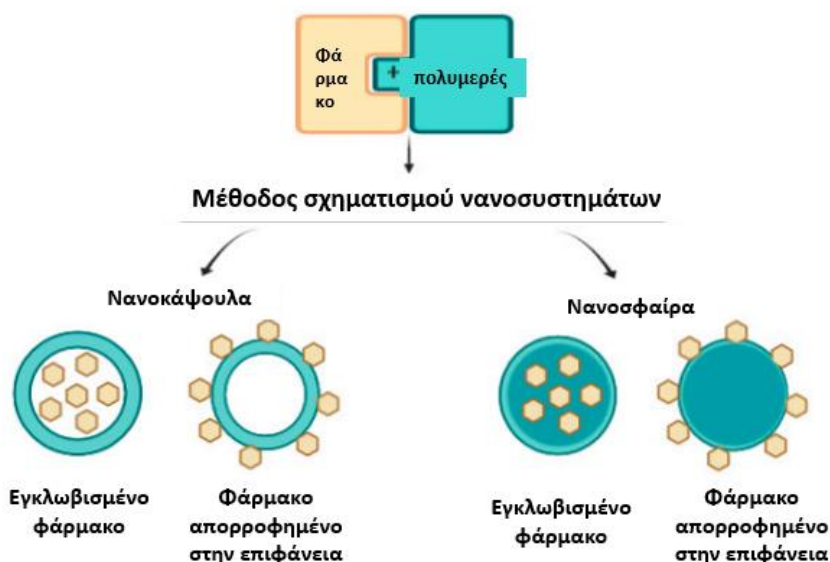 Φά
ρμα
κο
+
πολυμερές
Μέθοδος σχηματισμού νανοσυστημάτων
Νανοκάψουλα
Νανοσφαίρα
Εγκλωβισμένο
φάρμακο
Φάρμακο
απορροφημένο
στην επιφάνεια
Εγκλωβισμένο
φάρμακο
Φάρμακο
απορροφημένο
στην επιφάνεια